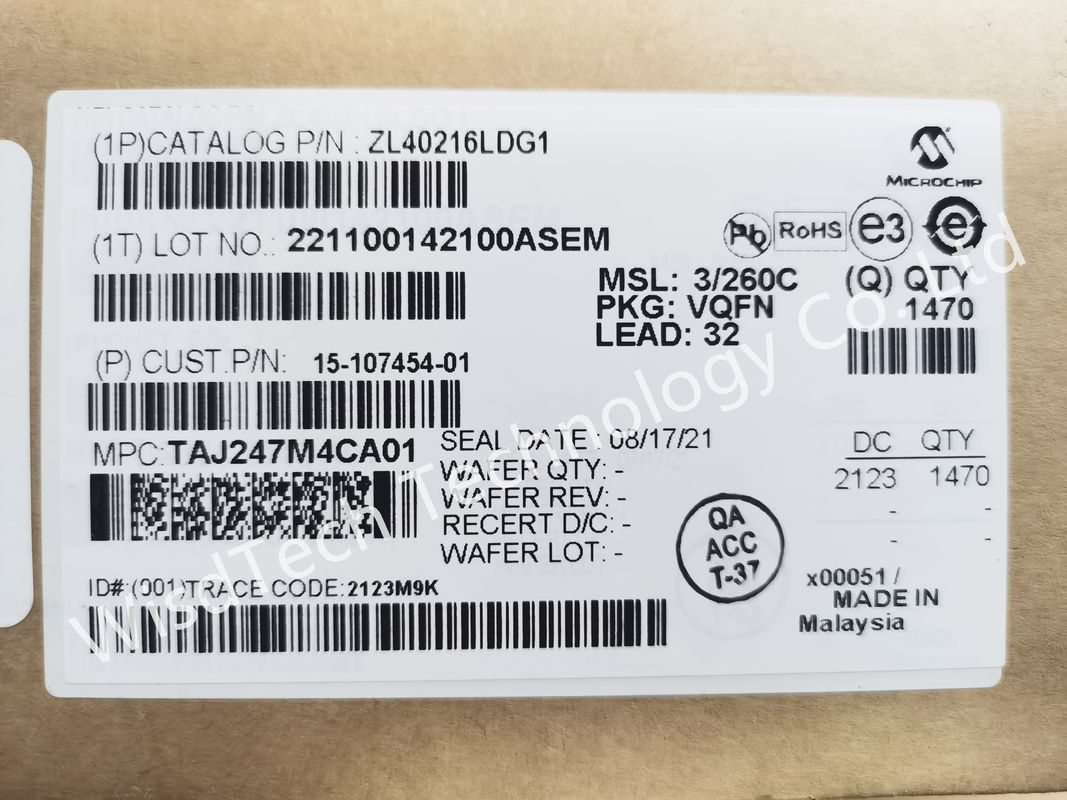 (1P)CATALOG P/N : ZL40216LDG1
MICROCHIP
(1T) LOT NO.: 221100142100ASEM
Pb RoHS e3 e
MSL: 3/260C
PKG: VQFN
LEAD: 32
(Q) QTY
1470
(P) CUST.P/N: 15-107454-01
MPC:TAJ247M4CA01
SEAL DATE : 08/17/21
WAFER QTY: -
WAFER REV: -
RECERT D/C: -
WAFER LOT: -
DC QTY
2123 1470
- -
- -
QA
ACC
T-37
x00051 /
MADE IN
Malaysia
ID#:(001)TRACE CODE:2123M9K
WisdTech Technology Co.,Ltd